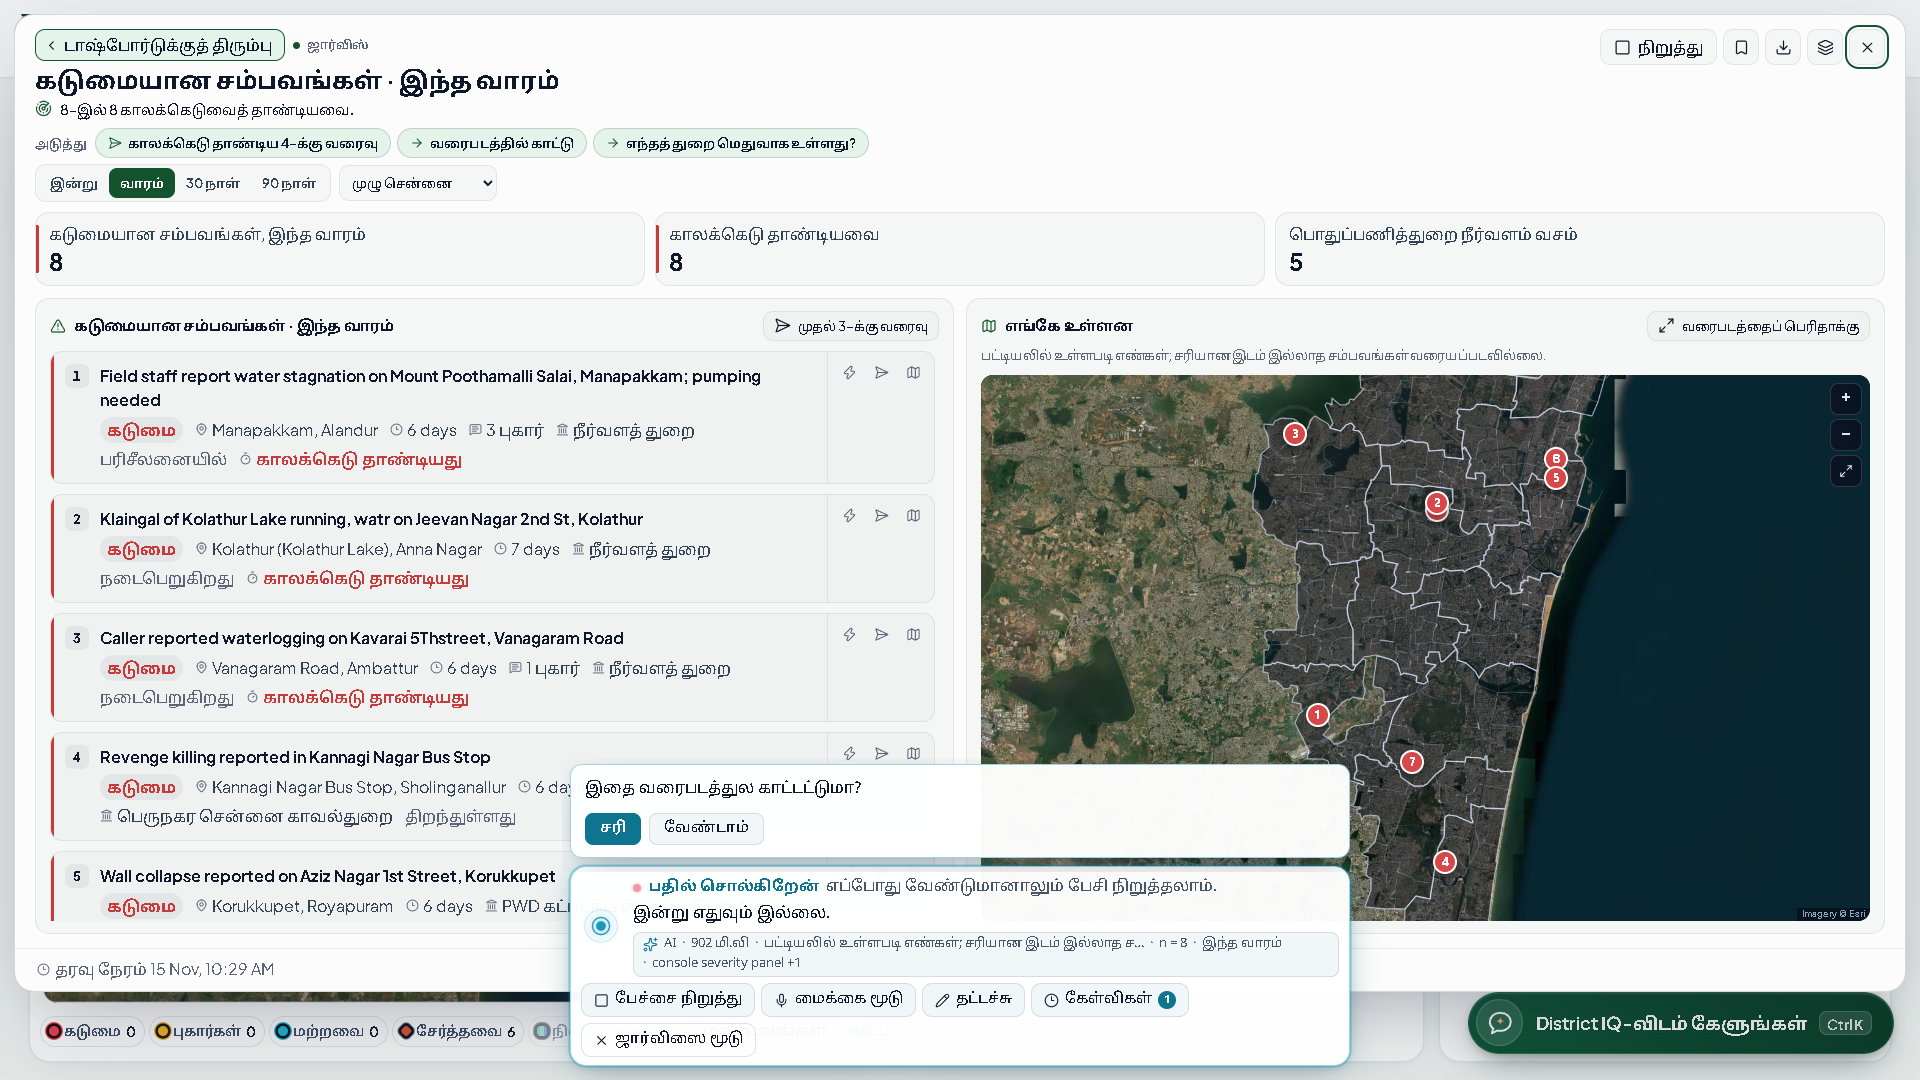 டாஷ்போர்டுக்குத் திரும்பு
ஜார்விஸ்
நிறுத்து
கடுமையான சம்பவங்கள் · இந்த வாரம்
8-இல் 8 காலக்கெடுவைத் தாண்டியவை.
அடுத்து
காலக்கெடு தாண்டிய 4-க்கு வரைவு
வரைபடத்தில் காட்டு
எந்தத் துறை மெதுவாக உள்ளது?
இன்று
வாரம்
30 நாள்
90 நாள்
முழு சென்னை
கடுமையான சம்பவங்கள், இந்த வாரம்
8
காலக்கெடு தாண்டியவை
8
பொதுப்பணித்துறை நீர்வளம் வசம்
5
கடுமையான சம்பவங்கள் · இந்த வாரம்
முதல் 3-க்கு வரைவு
1
Field staff report water stagnation on Mount Poothamalli Salai, Manapakkam; pumping
needed
கடுமை Manapakkam, Alandur 6 days 3 புகார் நீர்வளத் துறை
பரிசீலனையில் காலக்கெடு தாண்டியது
2
Klaingal of Kolathur Lake running, watr on Jeevan Nagar 2nd St, Kolathur
கடுமை Kolathur (Kolathur Lake), Anna Nagar 7 days நீர்வளத் துறை
நடைபெறுகிறது காலக்கெடு தாண்டியது
3
Caller reported waterlogging on Kavarai 5Thstreet, Vanagaram Road
கடுமை Vanagaram Road, Ambattur 6 days 1 புகார் நீர்வளத் துறை
நடைபெறுகிறது காலக்கெடு தாண்டியது
4
Revenge killing reported in Kannagi Nagar Bus Stop
கடுமை Kannagi Nagar Bus Stop, Sholinganallur 6 da
பெருநகர சென்னை காவல்துறை திறந்துள்ளது
5
Wall collapse reported on Aziz Nagar 1st Street, Korukkupet
கடுமை Korukkupet, Royapuram 6 days PWD
எங்கே உள்ளன
வரைபடத்தைப் பெரிதாக்கு
பட்டியலில் உள்ளபடி எண்கள்; சரியான இடம் இல்லாத சம்பவங்கள் வரையப்படவில்லை.
+
−
3
8
5
2
1
7
4
Imagery © Esri
இதை வரைபடத்துல காட்டட்டுமா?
சரி
வேண்டாம்
பதில் சொல்கிறேன் எப்போது வேண்டுமானாலும் பேசி நிறுத்தலாம்.
இன்று எதுவும் இல்லை.
AI · 902 மி.வி · பட்டியலில் உள்ளபடி எண்கள்; சரியான இடம் இல்லாத ச... · n = 8 · இந்த வாரம்
· console severity panel +1
பேச்சை நிறுத்து
மைக்கை மூடு
தட்டச்சு
கேள்விகள் 1
ஜார்விஸை மூடு
தரவு நேரம் 15 Nov, 10:29 AM
கடுமை 0
புகார்கள் 0
மற்றவை 0
சேர்த்தவை 6
District IQ-விடம் கேளுங்கள் Ctrl K